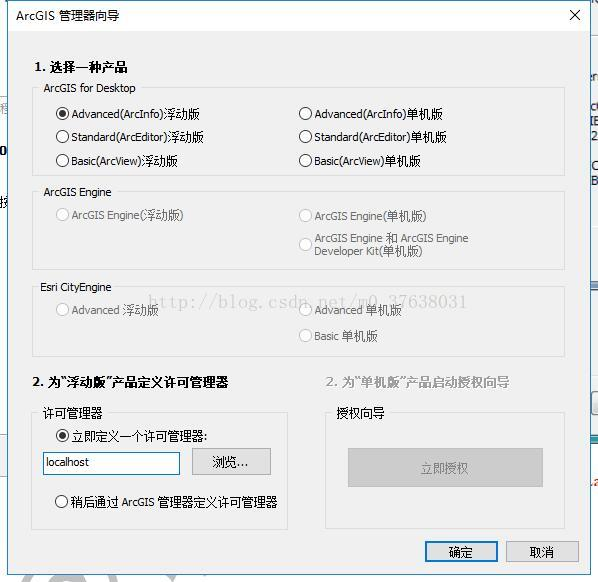 ArcGIS 管理器向导
1. 选择一种产品
ArcGIS for Desktop
Advanced(ArcInfo)浮动版
Advanced(ArcInfo)单机版
Standard(ArcEditor)浮动版
Standard(ArcEditor)单机版
Basic(ArcView)浮动版
Basic(ArcView)单机版
ArcGIS Engine
ArcGIS Engine(浮动版)
ArcGIS Engine(单机版)
ArcGIS Engine 和 ArcGIS Engine
Developer Kit(单机版)
Esri CityEngine
http://blog.csdn.net/m0_37638031
Advanced 浮动版
Advanced 单机版
Basic 单机版
2. 为“浮动版”产品定义许可管理器
2. 为“单机版”产品启动授权向导
许可管理器
授权向导
立即定义一个许可管理器:
localhost
浏览...
立即授权
稍后通过 ArcGIS 管理器定义许可管理器
确定
取消